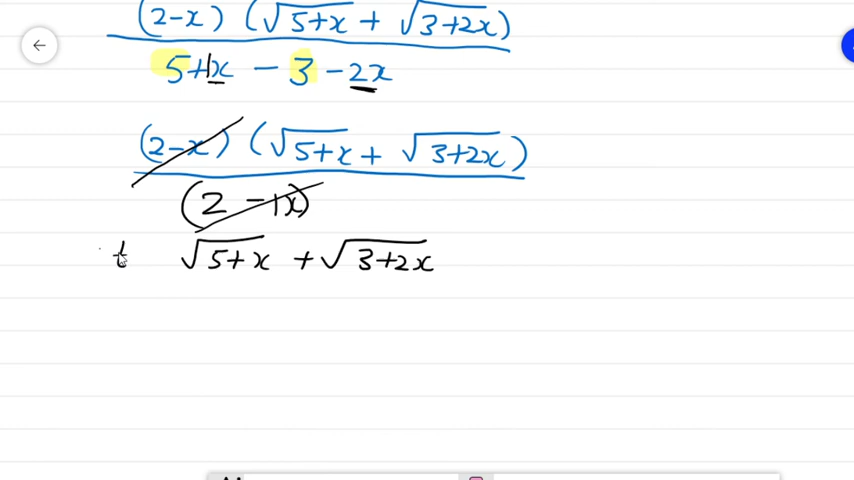 (2-x) (√5+x + √3+2x)
5+1x - 3 - 2x
(2-x) (√5+x + √3+2x)
(2 - 1x)
t √5+x + √3+2x